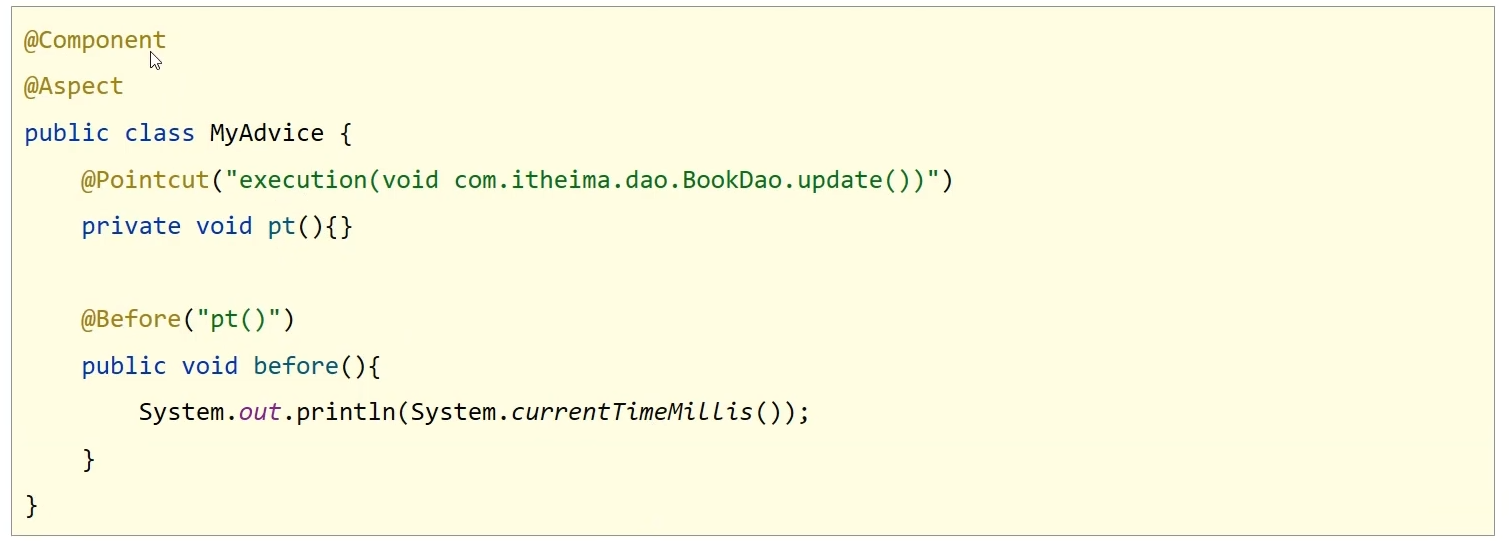 @Component
@Aspect
public class MyAdvice {
    @Pointcut("execution(void com.itheima.dao.BookDao.update())")
    private void pt(){}
    @Before("pt()")
    public void before(){
        System.out.println(System.currentTimeMillis());
    }
}